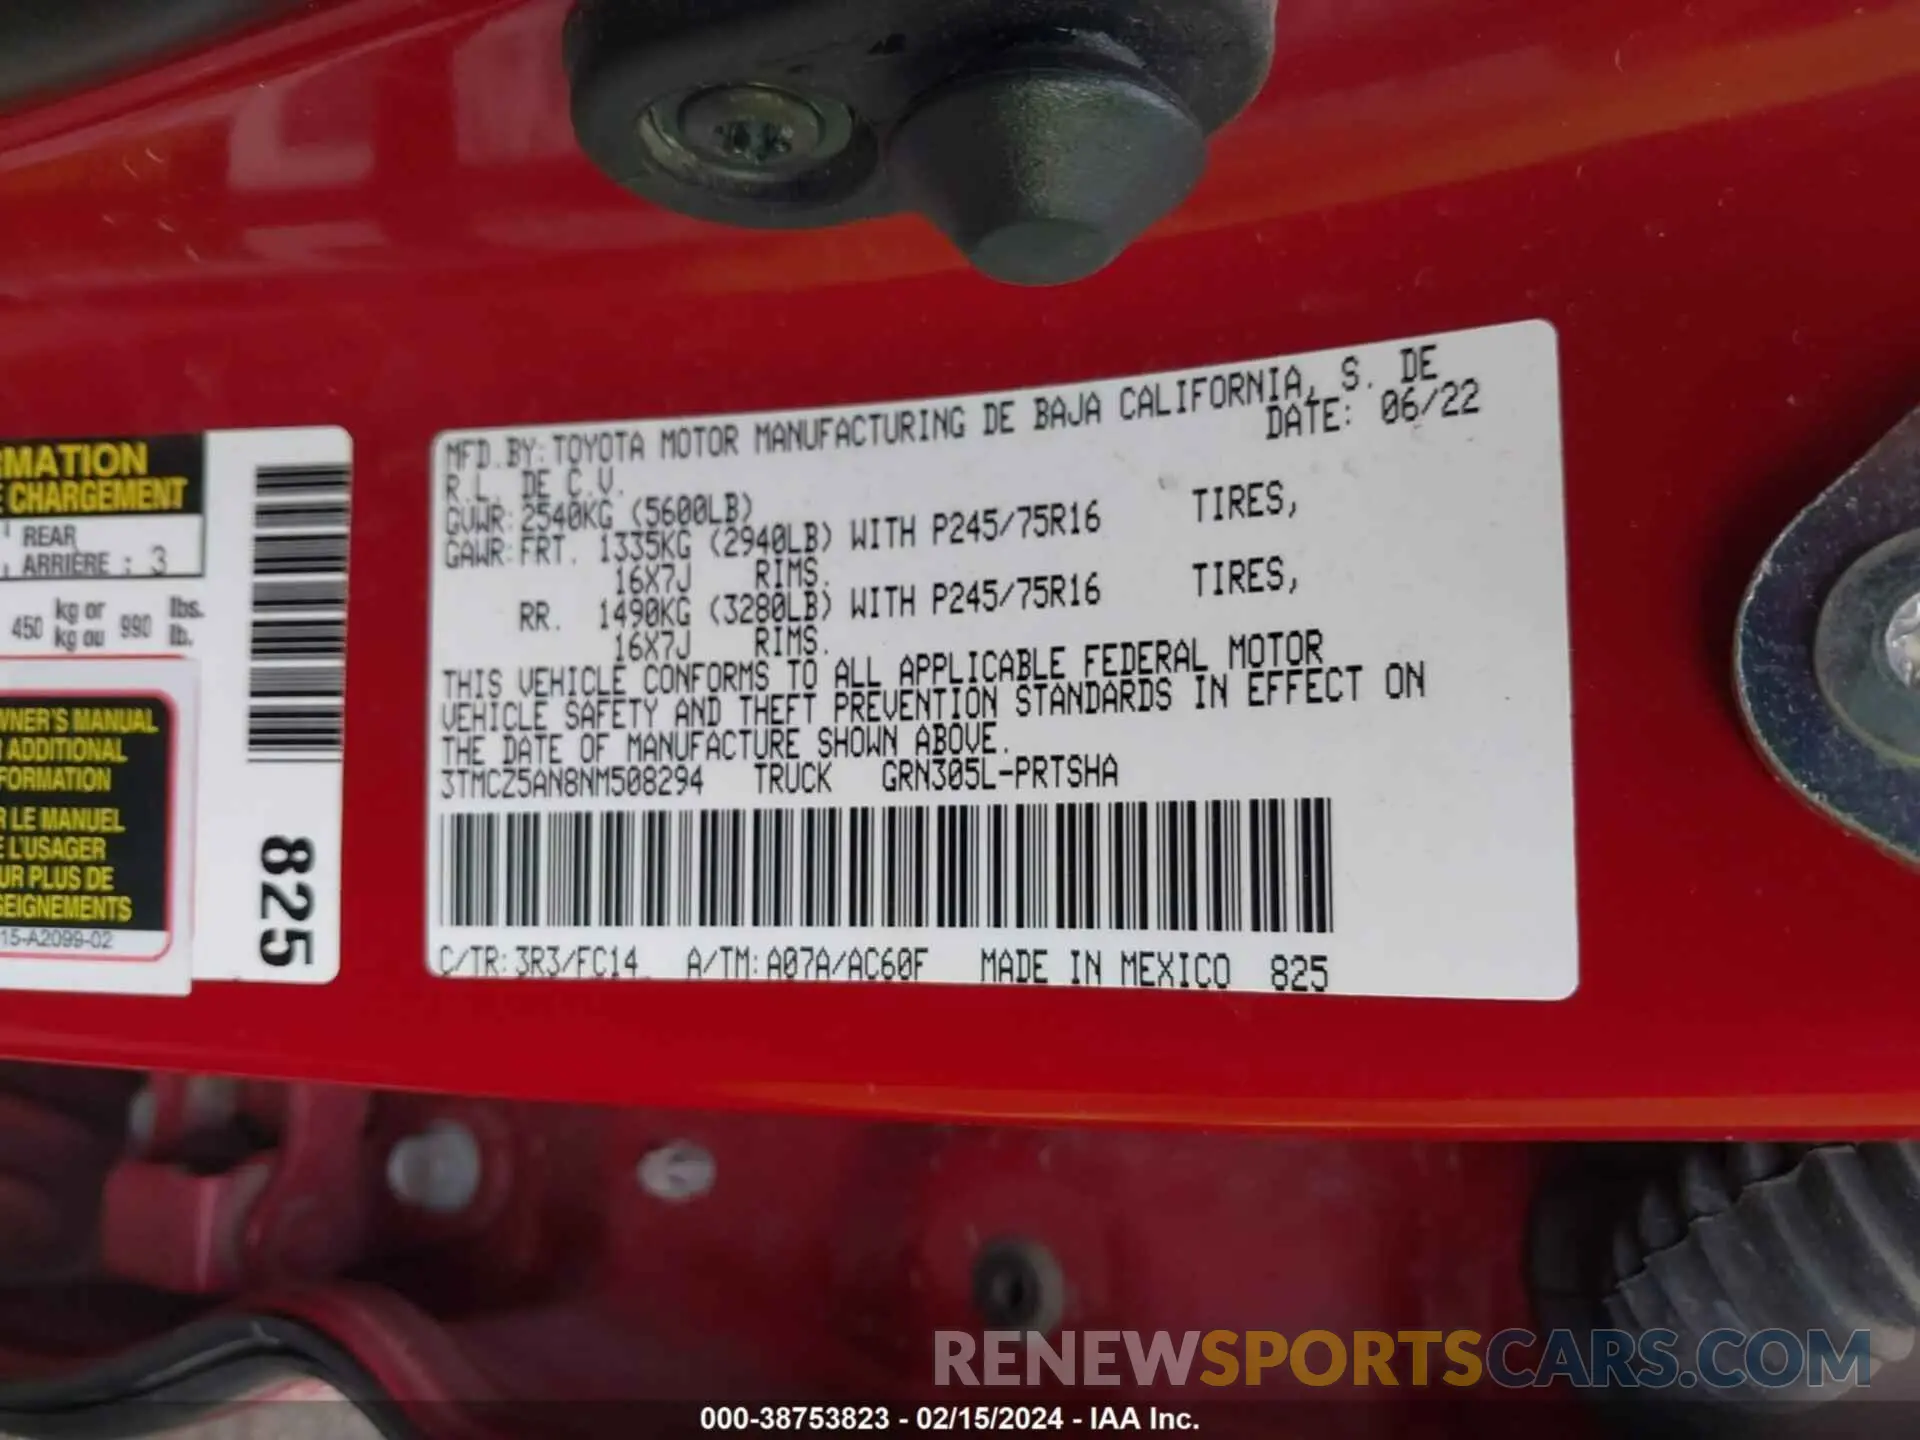 RMATION
E CHARGEMENT
REAR
ARRIÈRE : 3
450 kg or 990 lbs.
kg ou lb.
WNER'S MANUAL
R ADDITIONAL
FORMATION
R LE MANUEL
E L'USAGER
UR PLUS DE
SEIGNEMENTS
15-A2099-02
825
MFD.BY: TOYOTA MOTOR MANUFACTURING DE BAJA CALIFORNIA, S. DE
R.L. DE C.V. DATE: 06/22
GVWR: 2540KG (5600LB)
GAWR: FRT. 1335KG (2940LB) WITH P245/75R16 TIRES,
16X7J RIMS.
RR. 1490KG (3280LB) WITH P245/75R16 TIRES,
16X7J RIMS.
THIS VEHICLE CONFORMS TO ALL APPLICABLE FEDERAL MOTOR
VEHICLE SAFETY AND THEFT PREVENTION STANDARDS IN EFFECT ON
THE DATE OF MANUFACTURE SHOWN ABOVE.
3TMCZ5AN8NM508294 TRUCK GRN305L-PRTSHA
C/TR: 3R3/FC14 A/TM: A07A/AC60F MADE IN MEXICO 825
RENEWSPORTSCARS.COM
000-38753823 - 02/15/2024 - IAA Inc.